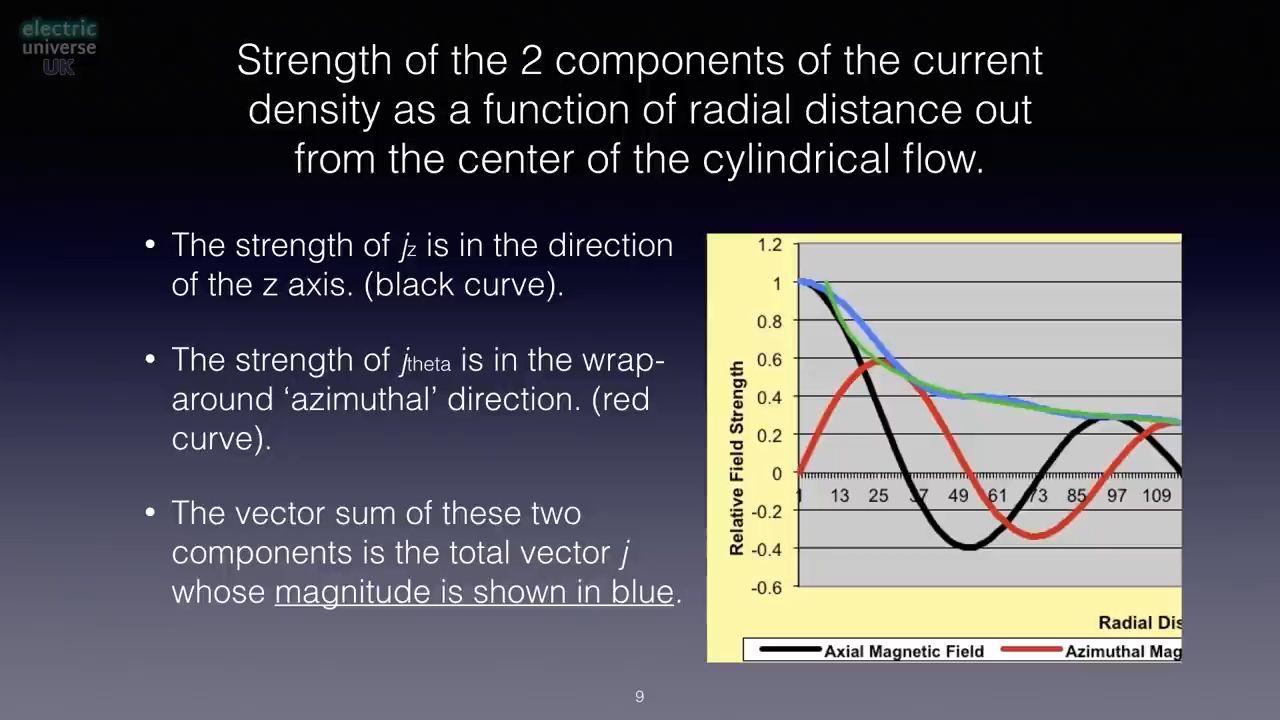 electric
universe
UK
Strength of the 2 components of the current
density as a function of radial distance out
from the center of the cylindrical flow.
• The strength of jz is in the direction
of the z axis. (black curve).
• The strength of jtheta is in the wrap-
around ‘azimuthal’ direction. (red
curve).
• The vector sum of these two
components is the total vector j
whose magnitude is shown in blue.
Relative Field Strength
1.2
1
0.8
0.6
0.4
0.2
0
-0.2
-0.4
-0.6
1 13 25 37 49 61 73 85 97 109
Radial Dis
Axial Magnetic Field Azimuthal Mag
9